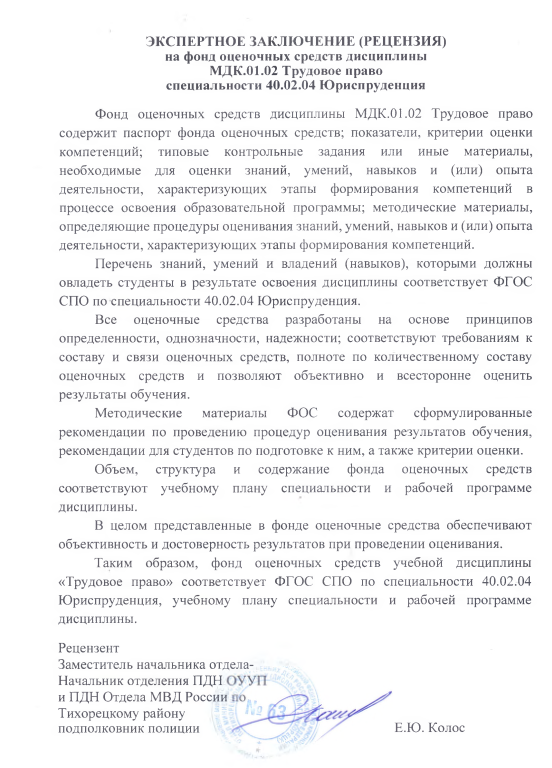 ЭКСПЕРТНОЕ ЗАКЛЮЧЕНИЕ (РЕЦЕНЗИЯ)
на фонд оценочных средств дисциплины
МДК.01.02 Трудовое право
специальности 40.02.04 Юриспруденция
Фонд оценочных средств дисциплины МДК.01.02 Трудовое право
содержит паспорт фонда оценочных средств; показатели, критерии оценки
компетенций; типовые контрольные задания или иные материалы,
необходимые для оценки знаний, умений, навыков и (или) опыта
деятельности, характеризующих этапы формирования компетенций в
процессе освоения образовательной программы; методические материалы,
определяющие процедуры оценивания знаний, умений, навыков и (или) опыта
деятельности, характеризующих этапы формирования компетенций.
Перечень знаний, умений и владений (навыков), которыми должны
овладеть студенты в результате освоения дисциплины соответствует ФГОС
СПО по специальности 40.02.04 Юриспруденция.
Все оценочные средства разработаны на основе принципов
определенности, однозначности, надежности; соответствуют требованиям к
составу и связи оценочных средств, полноте по количественному составу
оценочных средств и позволяют объективно и всесторонне оценить
результаты обучения.
Методические материалы ФОС содержат сформулированные
рекомендации по проведению процедур оценивания результатов обучения,
рекомендации для студентов по подготовке к ним, а также критерии оценки.
Объем, структура и содержание фонда оценочных средств
соответствуют учебному плану специальности и рабочей программе
дисциплины.
В целом представленные в фонде оценочные средства обеспечивают
объективность и достоверность результатов при проведении оценивания.
Таким образом, фонд оценочных средств учебной дисциплины
«Трудовое право» соответствует ФГОС СПО по специальности 40.02.04
Юриспруденция, учебному плану специальности и рабочей программе
дисциплины.
Рецензент
Заместитель начальника отдела-
Начальник отделения ПДН ОУУП
и ПДН Отдела МВД России по
Тихорецкому району
подполковник полиции Е.Ю. Колос
№ 63